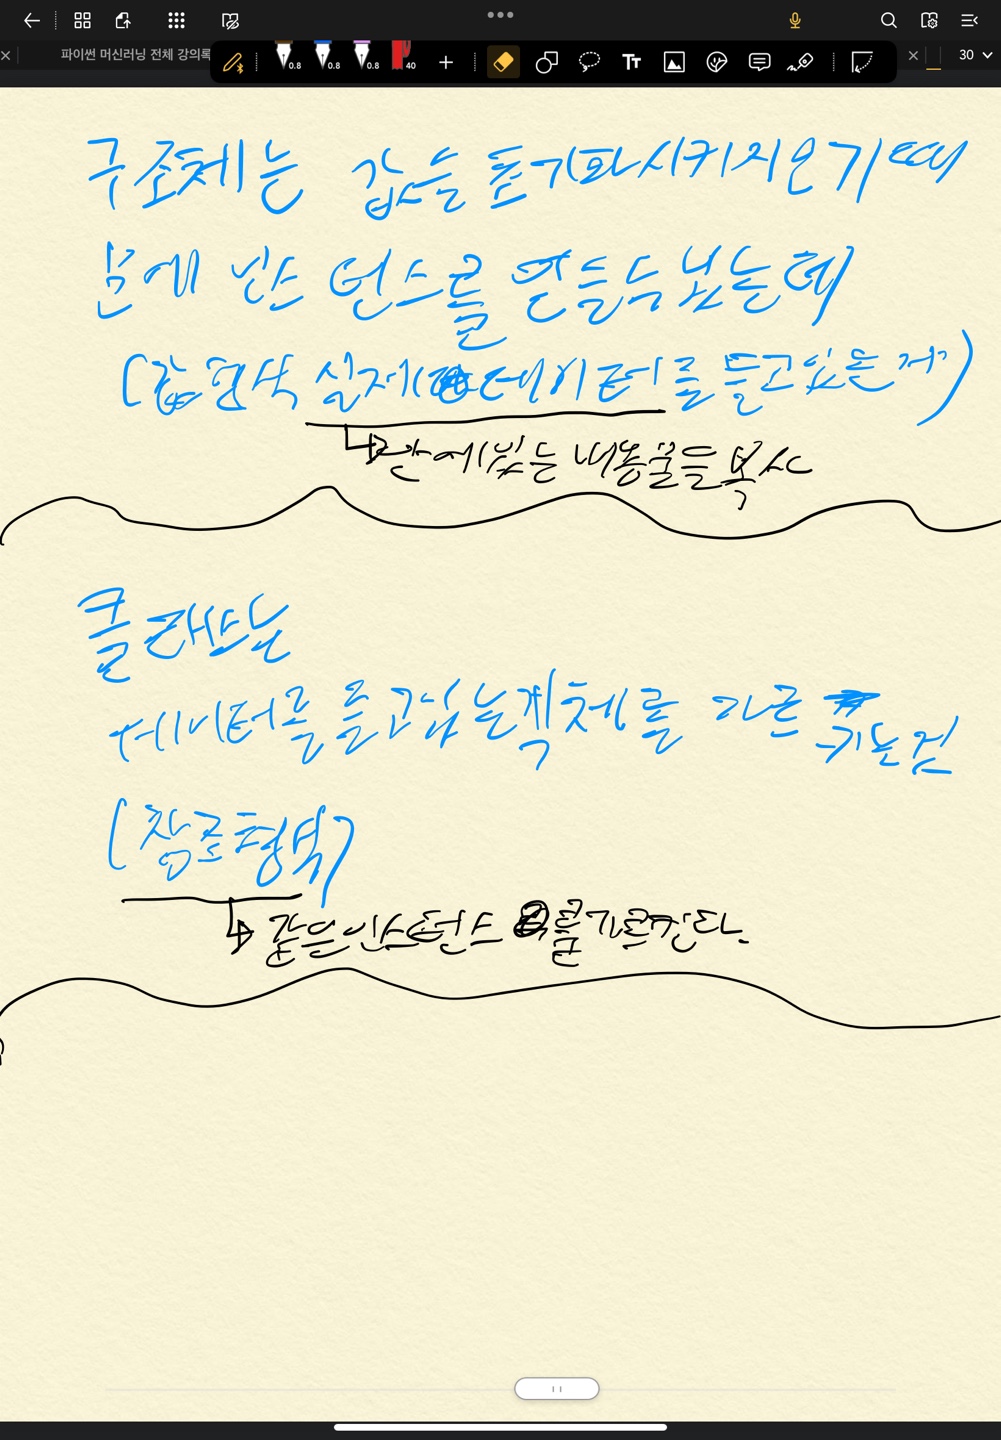 파이썬 머신러닝 전체 강의록
30
0.8 0.8 0.8 40
Tт
구조체는 값을 초기화시키지 않기 때
문에 인스턴스를 만들 수 있는데
(값형식 실제 데이터를 들고있는 거)
안에 있는 내용물들 복사
클래스는
데이터를 들고있는 객체를 가르키는 것
(참조형식)
같은 인스턴스를 가르킨다.